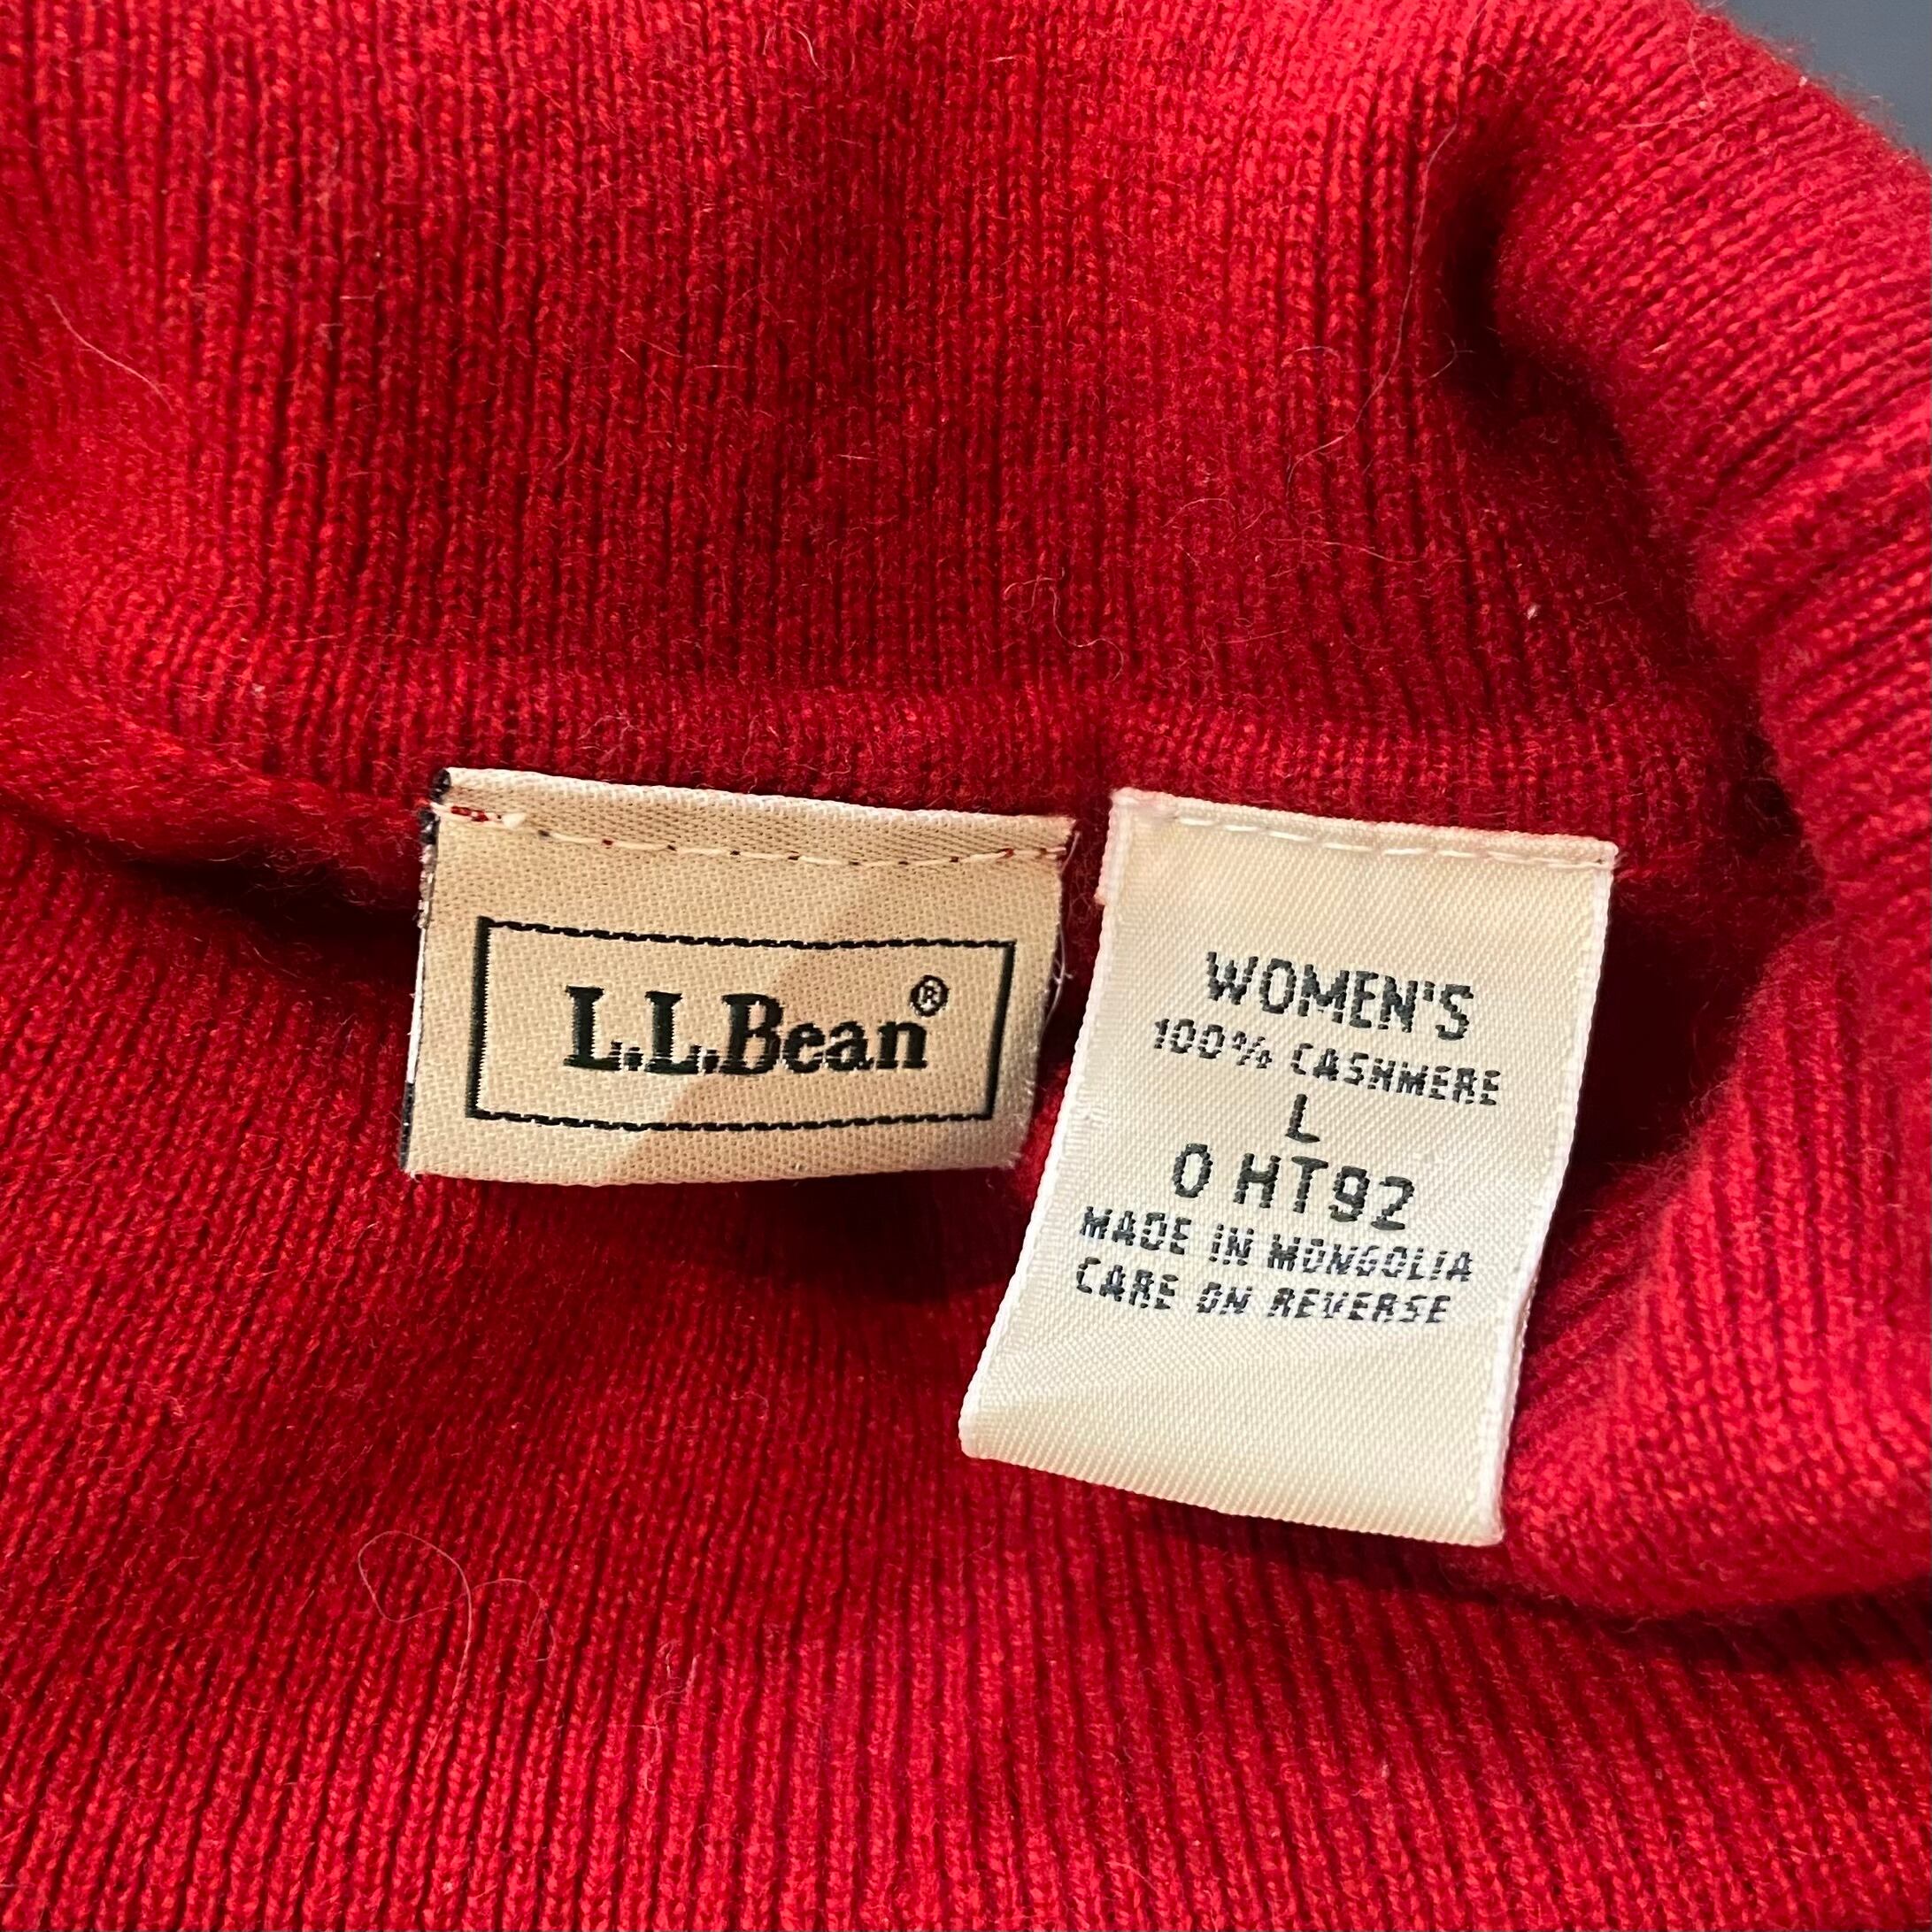 L.L.Bean®
WOMEN'S
100% CASHMERE
L
0 HT92
MADE IN MONGOLIA
CARE ON REVERSE